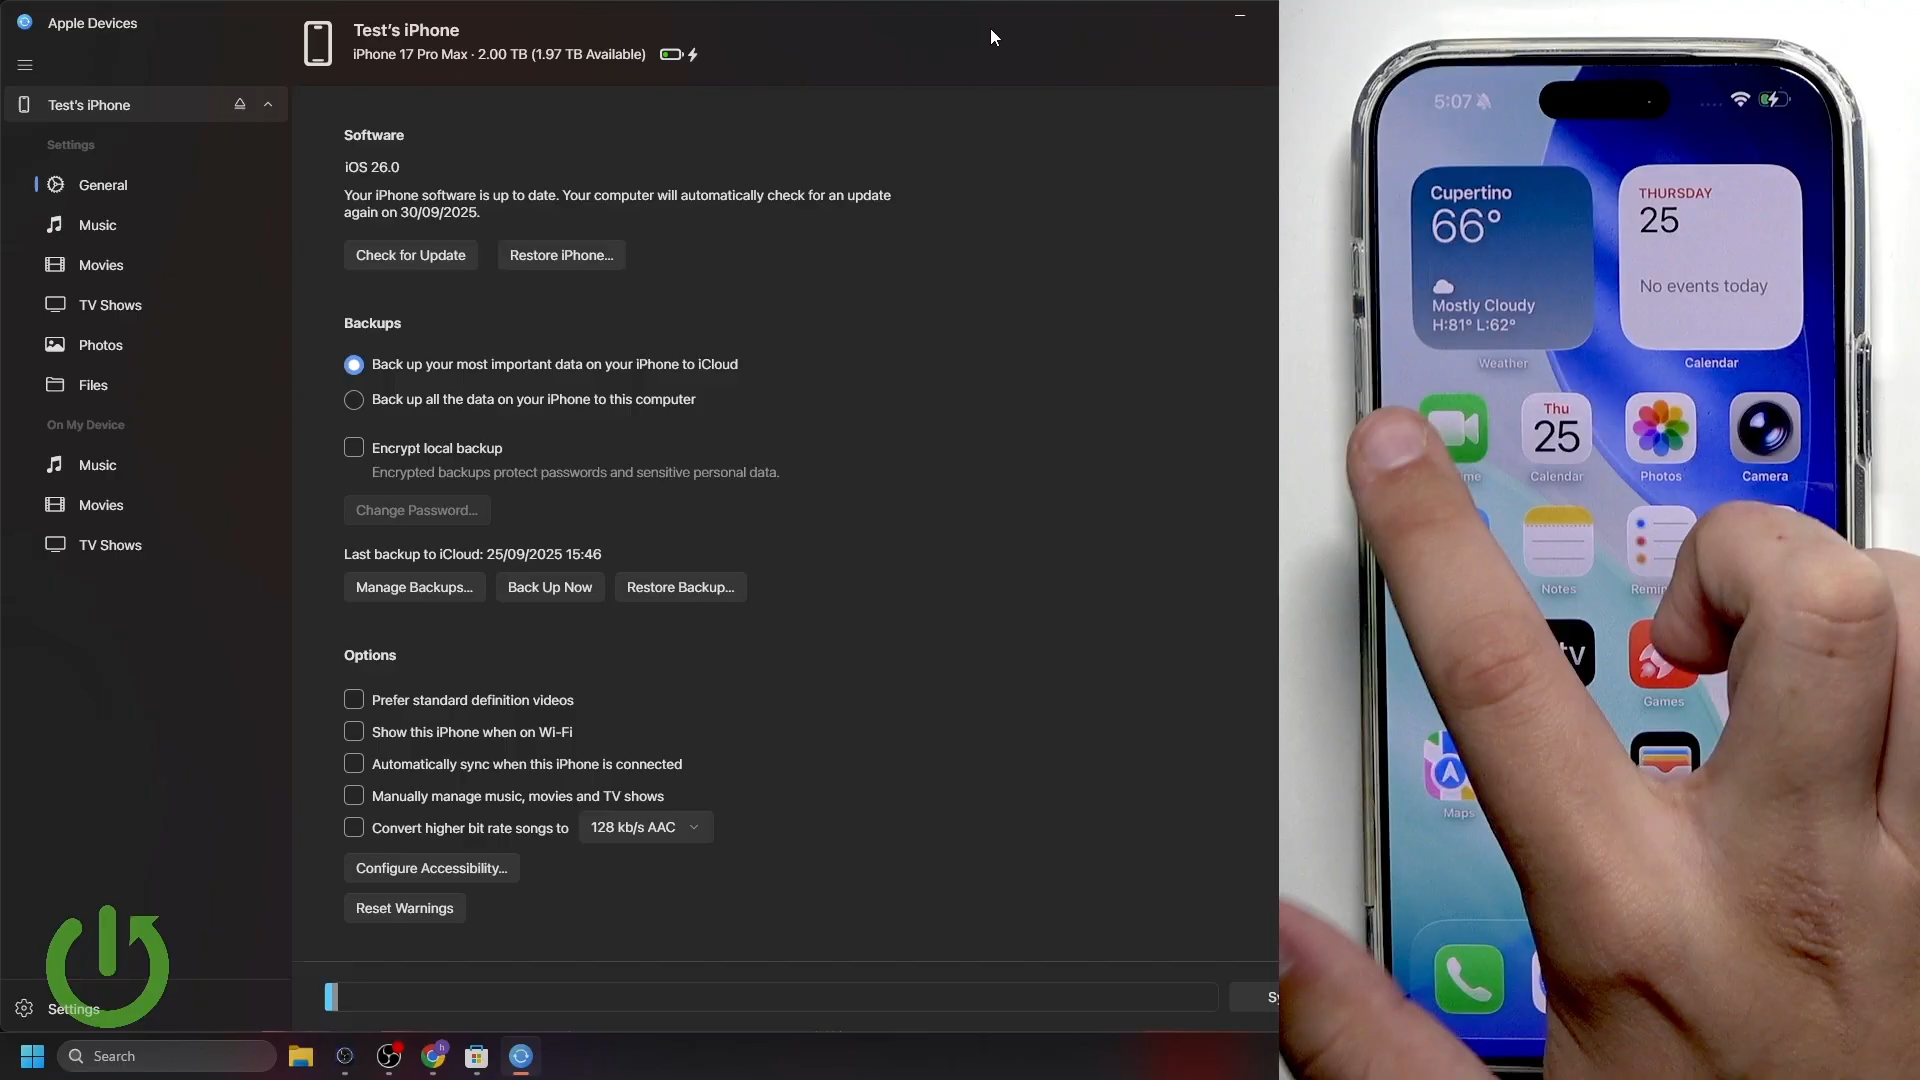 Apple Devices
Test's iPhone
iPhone 17 Pro Max · 2.00 TB (1.97 TB Available)
Test's iPhone
Settings
General
Music
Movies
TV Shows
Photos
Files
On My Device
Music
Movies
TV Shows
Settings
Software
iOS 26.0
Your iPhone software is up to date. Your computer will automatically check for an update
again on 30/09/2025.
Check for Update
Restore iPhone...
Backups
Back up your most important data on your iPhone to iCloud
Back up all the data on your iPhone to this computer
Encrypt local backup
Encrypted backups protect passwords and sensitive personal data.
Change Password...
Last backup to iCloud: 25/09/2025 15:46
Manage Backups...
Back Up Now
Restore Backup...
Options
Prefer standard definition videos
Show this iPhone when on Wi-Fi
Automatically sync when this iPhone is connected
Manually manage music, movies and TV shows
Convert higher bit rate songs to
128 kb/s AAC
Configure Accessibility...
Reset Warnings
Search
h
5:07
Cupertino
66°
Mostly Cloudy
H:81° L:62°
Weather
THURSDAY
25
No events today
Calendar
Thu
25
Calendar
Photos
Camera
Notes
Games
Maps